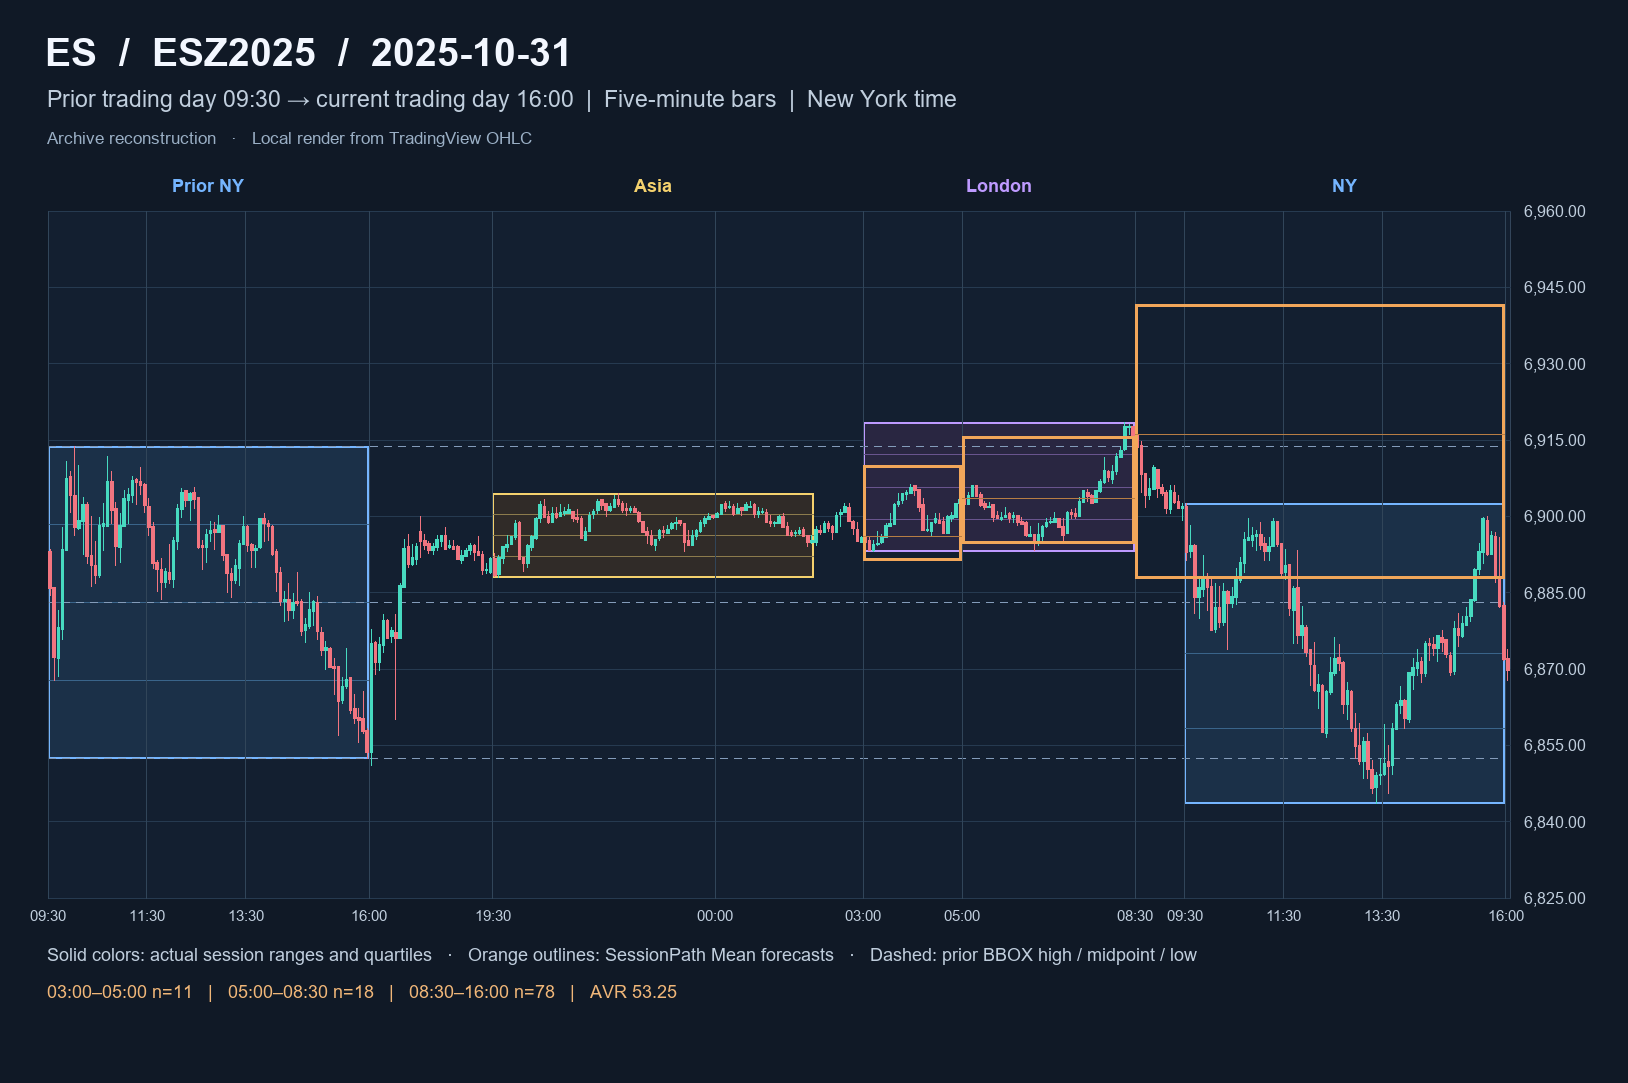 ES / ESZ2025 / 2025-10-31
Prior trading day 09:30 → current trading day 16:00 | Five-minute bars | New York time
Archive reconstruction · Local render from TradingView OHLC
Prior NY Asia London NY
6,960.00
6,945.00
6,930.00
6,915.00
6,900.00
6,885.00
6,870.00
6,855.00
6,840.00
6,825.00
09:30 11:30 13:30 16:00 19:30 00:00 03:00 05:00 08:30 09:30 11:30 13:30 16:00
Solid colors: actual session ranges and quartiles · Orange outlines: SessionPath Mean forecasts · Dashed: prior BBOX high / midpoint / low
03:00–05:00 n=11 | 05:00–08:30 n=18 | 08:30–16:00 n=78 | AVR 53.25